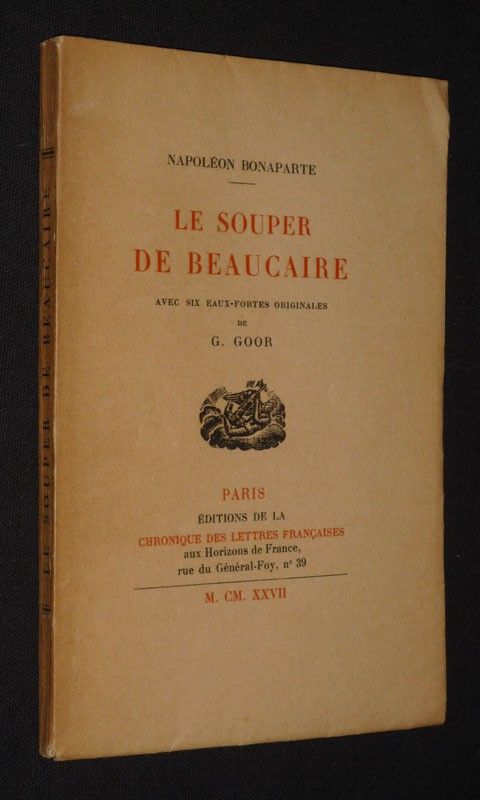 NAPOLÉON BONAPARTE
LE SOUPER
DE BEAUCAIRE
AVEC SIX EAUX-FORTES ORIGINALES
DE
G. GOOR
PARIS
ÉDITIONS DE LA
CHRONIQUE DES LETTRES FRANÇAISES
aux Horizons de France,
rue du Général-Foy, nº 39
M. CM. XXVII
LE SOUPER DE BEAUCAIRE